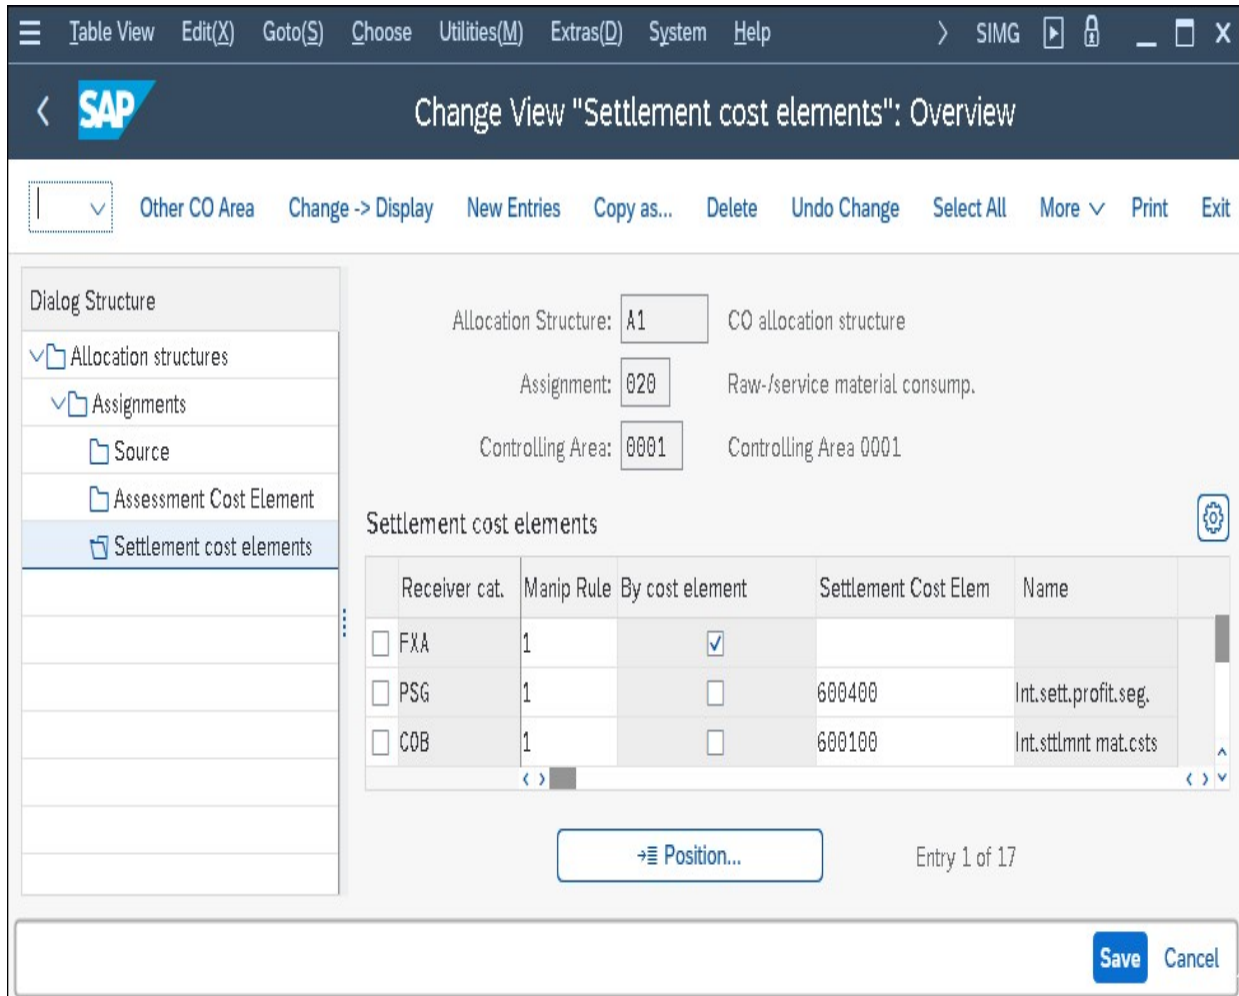 Table View Edit(X) Goto(S) Choose Utilities(M) Extras(D) System Help SIMG
SAP Change View "Settlement cost elements": Overview
Other CO Area Change -> Display New Entries Copy as... Delete Undo Change Select All More Print Exit
Dialog Structure
Allocation structures
Assignments
Source
Assessment Cost Element
Settlement cost elements
Allocation Structure: A1 CO allocation structure
Assignment: 020 Raw-/service material consump.
Controlling Area: 0001 Controlling Area 0001
Settlement cost elements
Receiver cat. Manip Rule By cost element Settlement Cost Elem Name
FXA 1
PSG 1 600400 Int.sett.profit.seg.
COB 1 600100 Int.sttlmnt mat.csts
Position... Entry 1 of 17
Save Cancel